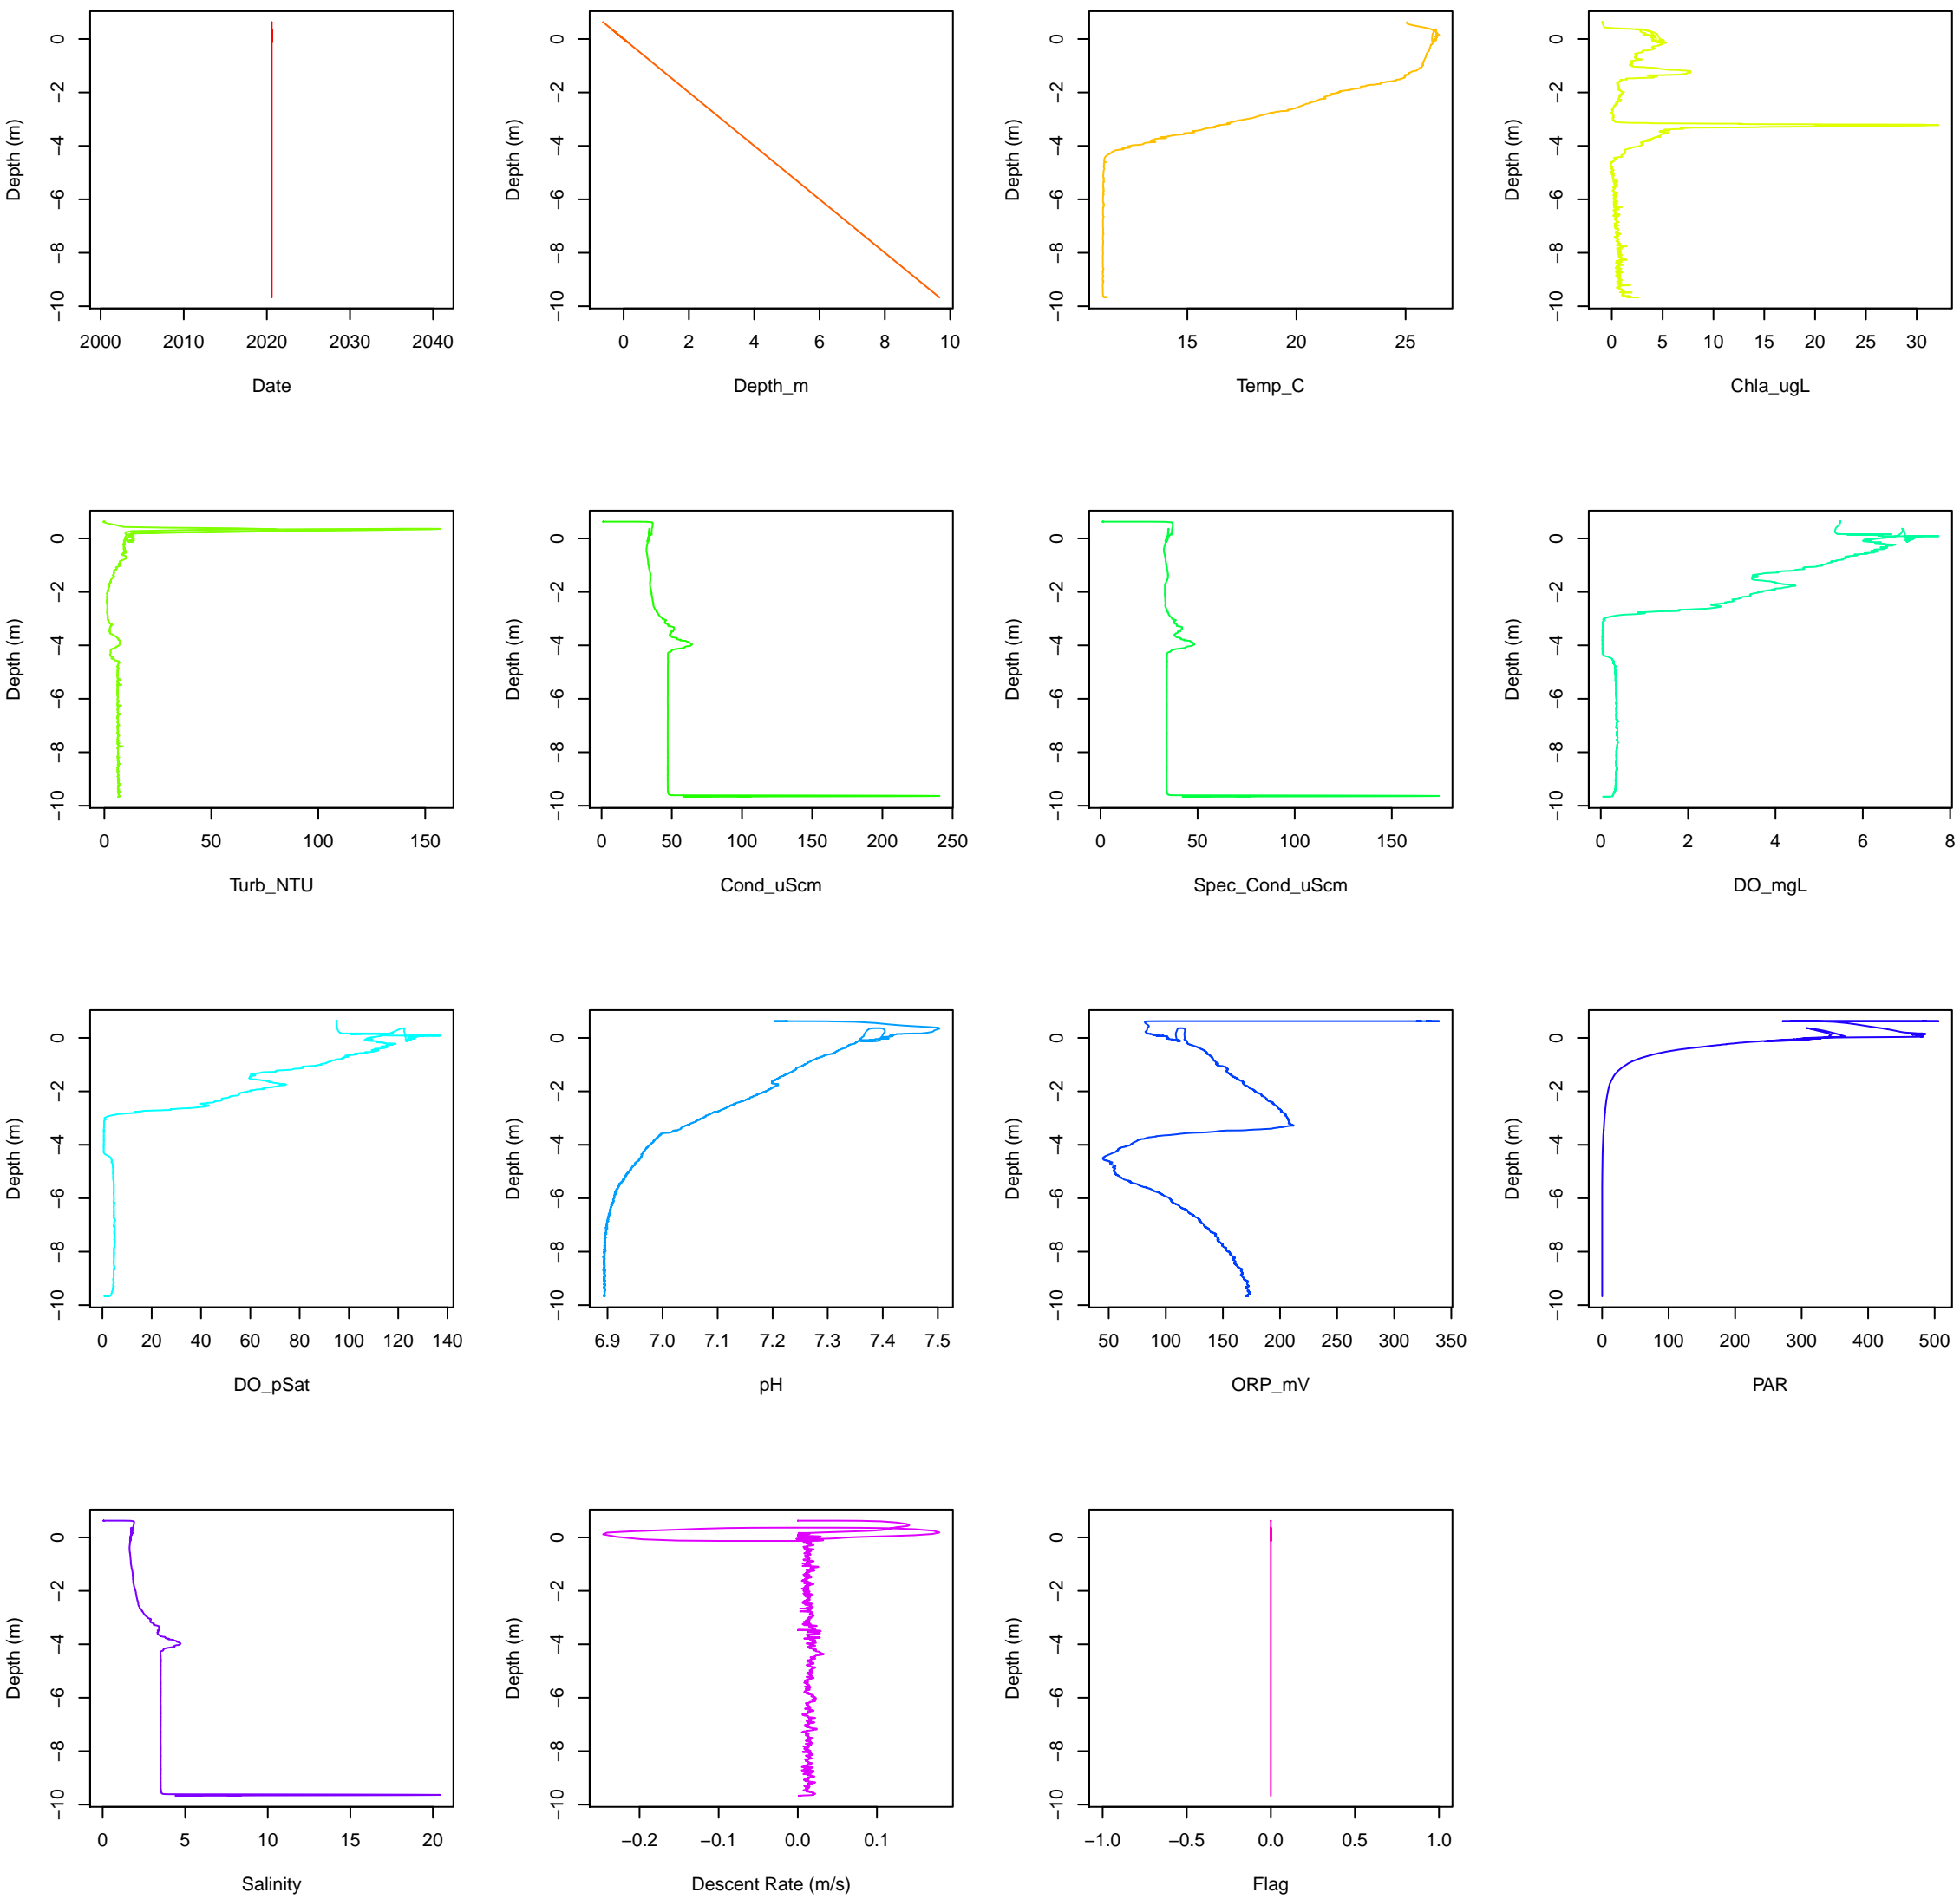 0 0 0 0
−2 −2 −2 −2
Depth (m) Depth (m) Depth (m) Depth (m)
−4 −4 −4 −4
−6 −6 −6 −6
−8 −8 −8 −8
−10 −10 −10 −10
2000 2010 2020 2030 2040 0 2 4 6 8 10 15 20 25 0 5 10 15 20 25 30
Date Depth_m Temp_C Chla_ugL
0 0 0 0
−2 −2 −2 −2
Depth (m) Depth (m) Depth (m) Depth (m)
−4 −4 −4 −4
−6 −6 −6 −6
−8 −8 −8 −8
−10 −10 −10 −10
0 50 100 150 0 50 100 150 200 250 0 50 100 150 0 2 4 6 8
Turb_NTU Cond_uScm Spec_Cond_uScm DO_mgL
0 0 0 0
−2 −2 −2 −2
Depth (m) Depth (m) Depth (m) Depth (m)
−4 −4 −4 −4
−6 −6 −6 −6
−8 −8 −8 −8
−10 −10 −10 −10
0 20 40 60 80 100 120 140 6.9 7.0 7.1 7.2 7.3 7.4 7.5 50 100 150 200 250 300 350 0 100 200 300 400 500
DO_pSat pH ORP_mV PAR
0 0 0
−2 −2 −2
Depth (m) Depth (m) Depth (m)
−4 −4 −4
−6 −6 −6
−8 −8 −8
−10 −10 −10
0 5 10 15 20 −0.2 −0.1 0.0 0.1 −1.0 −0.5 0.0 0.5 1.0
Salinity Descent Rate (m/s) Flag